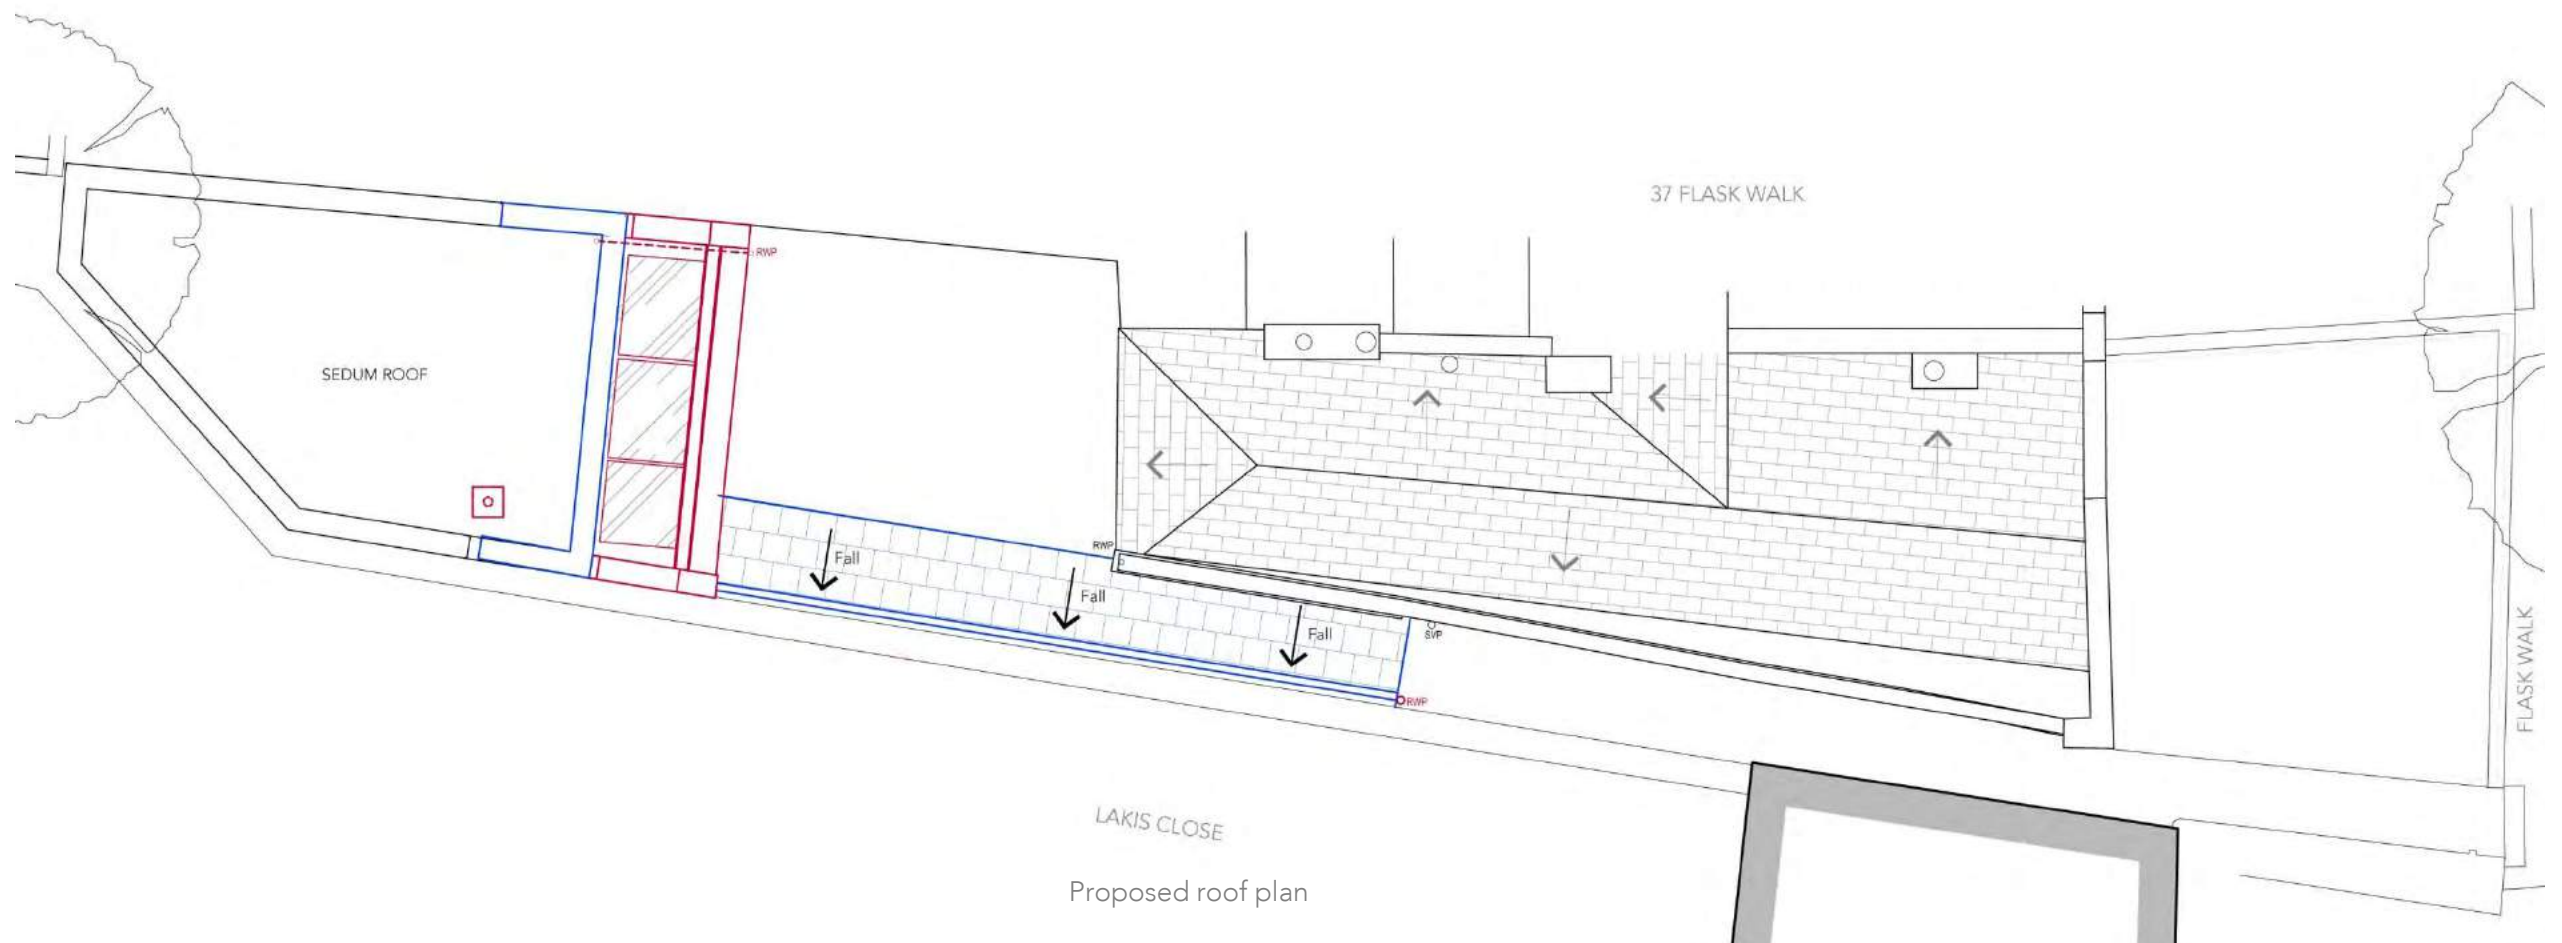 37 FLASK WALK
RWP
SEDUM ROOF
RWP
Fall
Fall
Fall
SVP
RWP
FLASK WALK
LAKIS CLOSE
Proposed roof plan